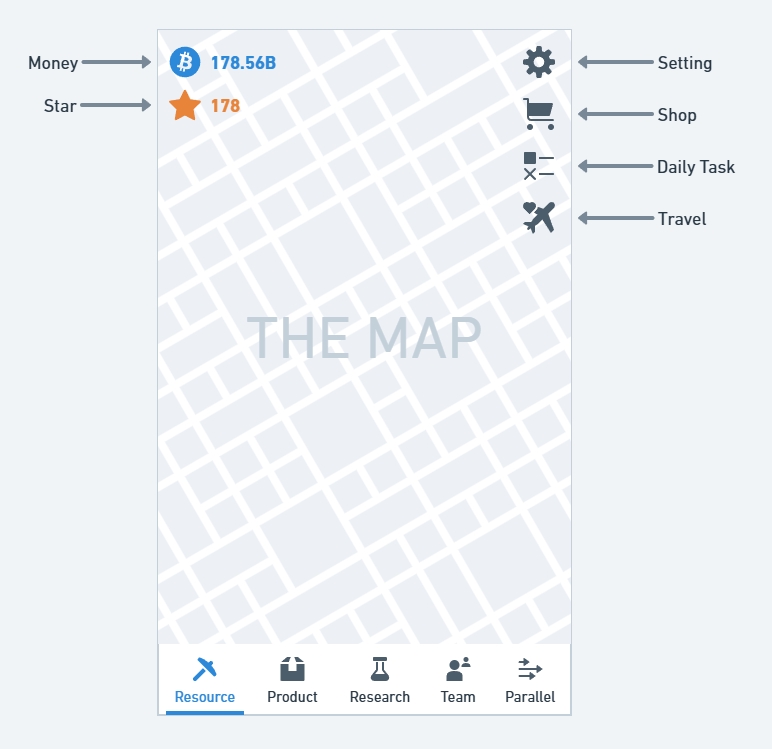 Money
178.56B
Setting
Star
178
Shop
Daily Task
Travel
THE MAP
Resource
Product
Research
Team
Parallel